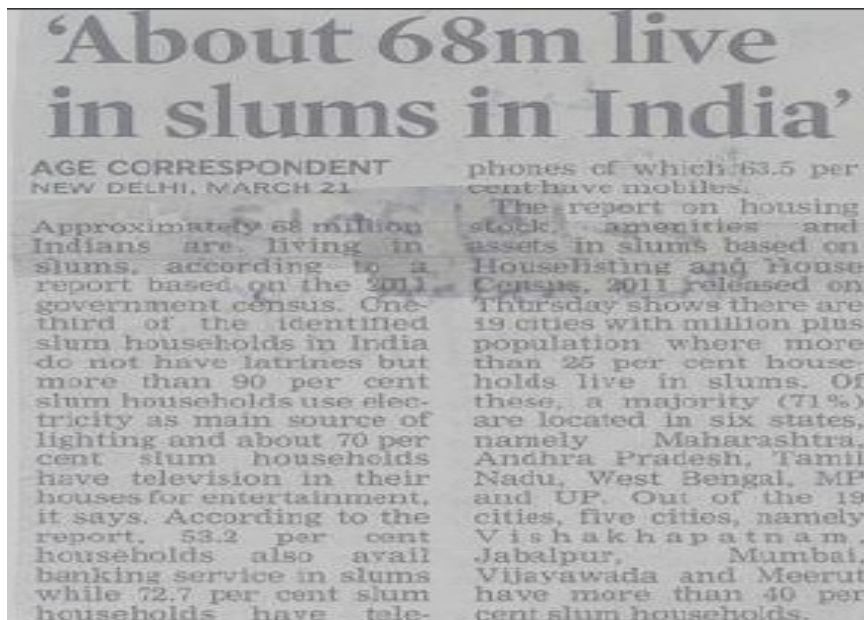 'About 68m live
in slums in India'
AGE CORRESPONDENT
NEW DELHI, MARCH 21
Approximately 68 million
Indians are living in
slums, according to a
report based on the 2011
government census. One-
third of the identified
slum households in India
do not have latrines but
more than 90 per cent
slum households use elec-
tricity as main source of
lighting and about 70 per
cent slum households
have television in their
houses for entertainment,
it says. According to the
report, 53.2 per cent
households also avail
banking service in slums
while 72.7 per cent slum
households have tele-
phones of which 63.5 per
cent have mobiles.
The report on housing
stock, amenities and
assets in slums based on
Houselisting and House
Census, 2011 released on
Thursday shows there are
19 cities with million plus
population where more
than 25 per cent house-
holds live in slums. Of
these, a majority (71%)
are located in six states,
namely Maharashtra,
Andhra Pradesh, Tamil
Nadu, West Bengal, MP
and UP. Out of the 19
cities, five cities, namely
Vishakhapatnam,
Jabalpur, Mumbai,
Vijayawada and Meerut
have more than 40 per
cent slum households.